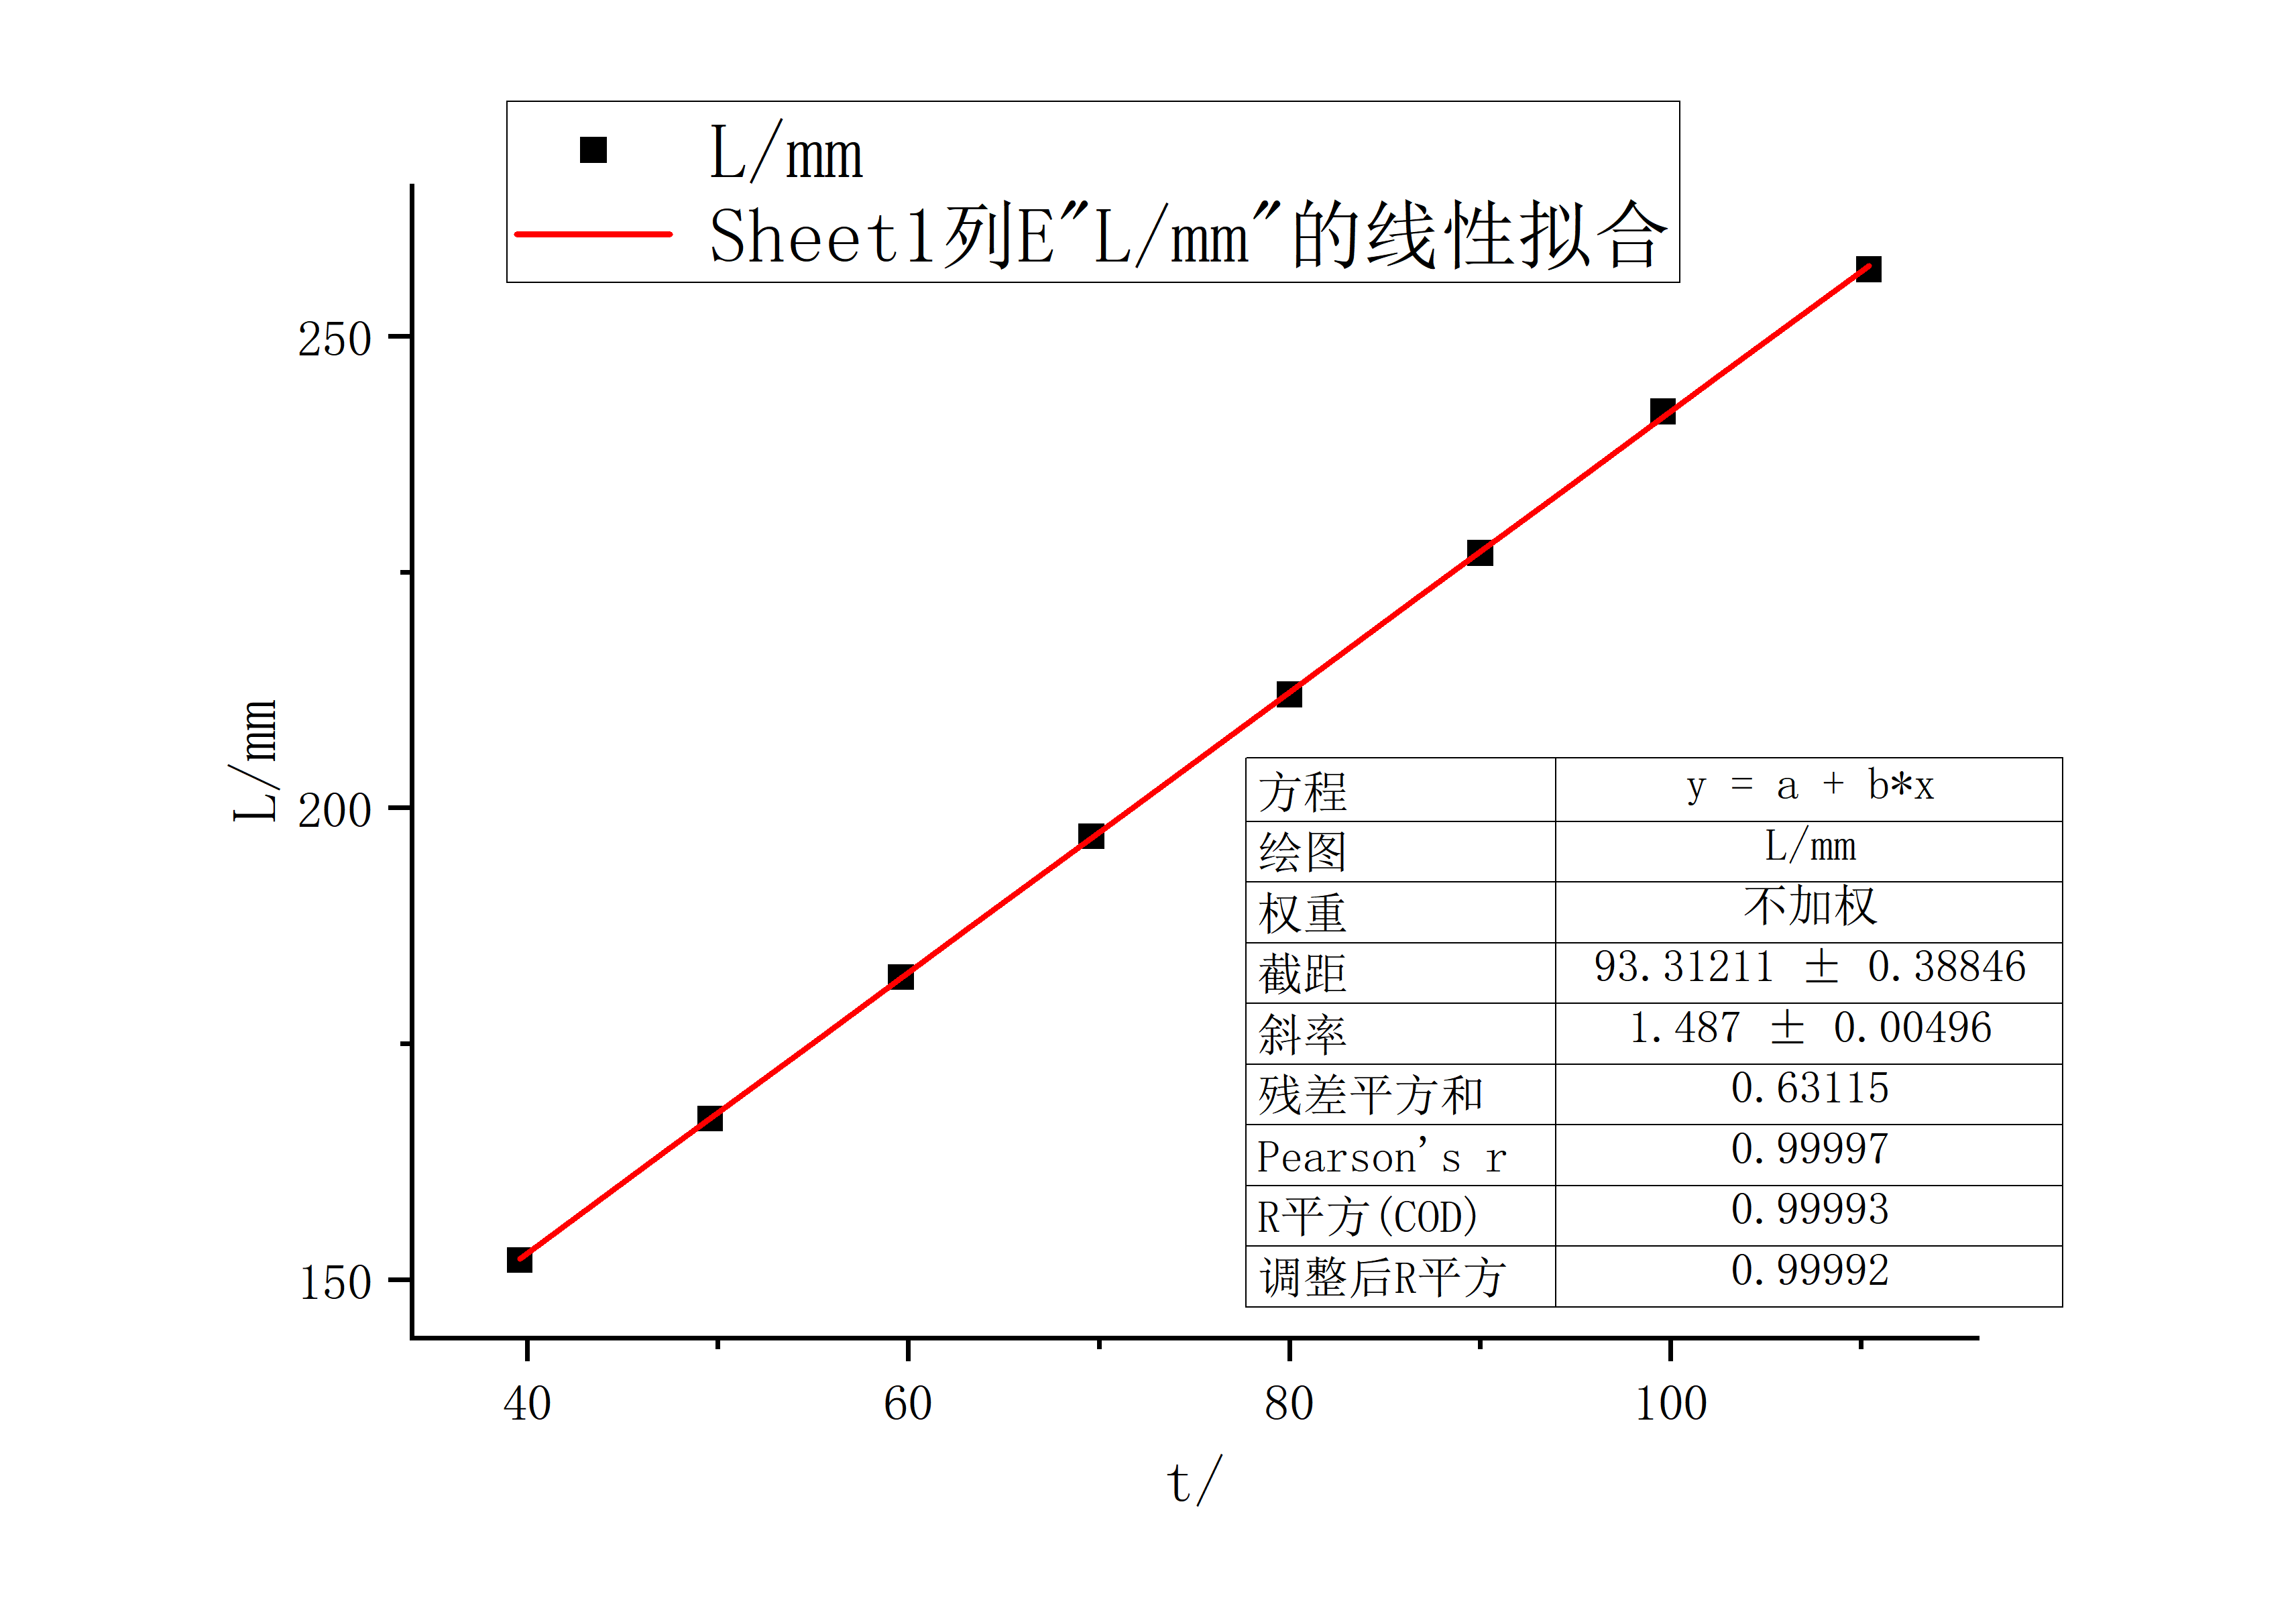 L/mm
Sheet1列E"L/mm"的线性拟合
250
200
150
L/mm
方程 y = a + b*x
绘图 L/mm
权重 不加权
截距 93.31211 ± 0.38846
斜率 1.487 ± 0.00496
残差平方和 0.63115
Pearson's r 0.99997
R平方(COD) 0.99993
调整后R平方 0.99992
40 60 80 100
t/